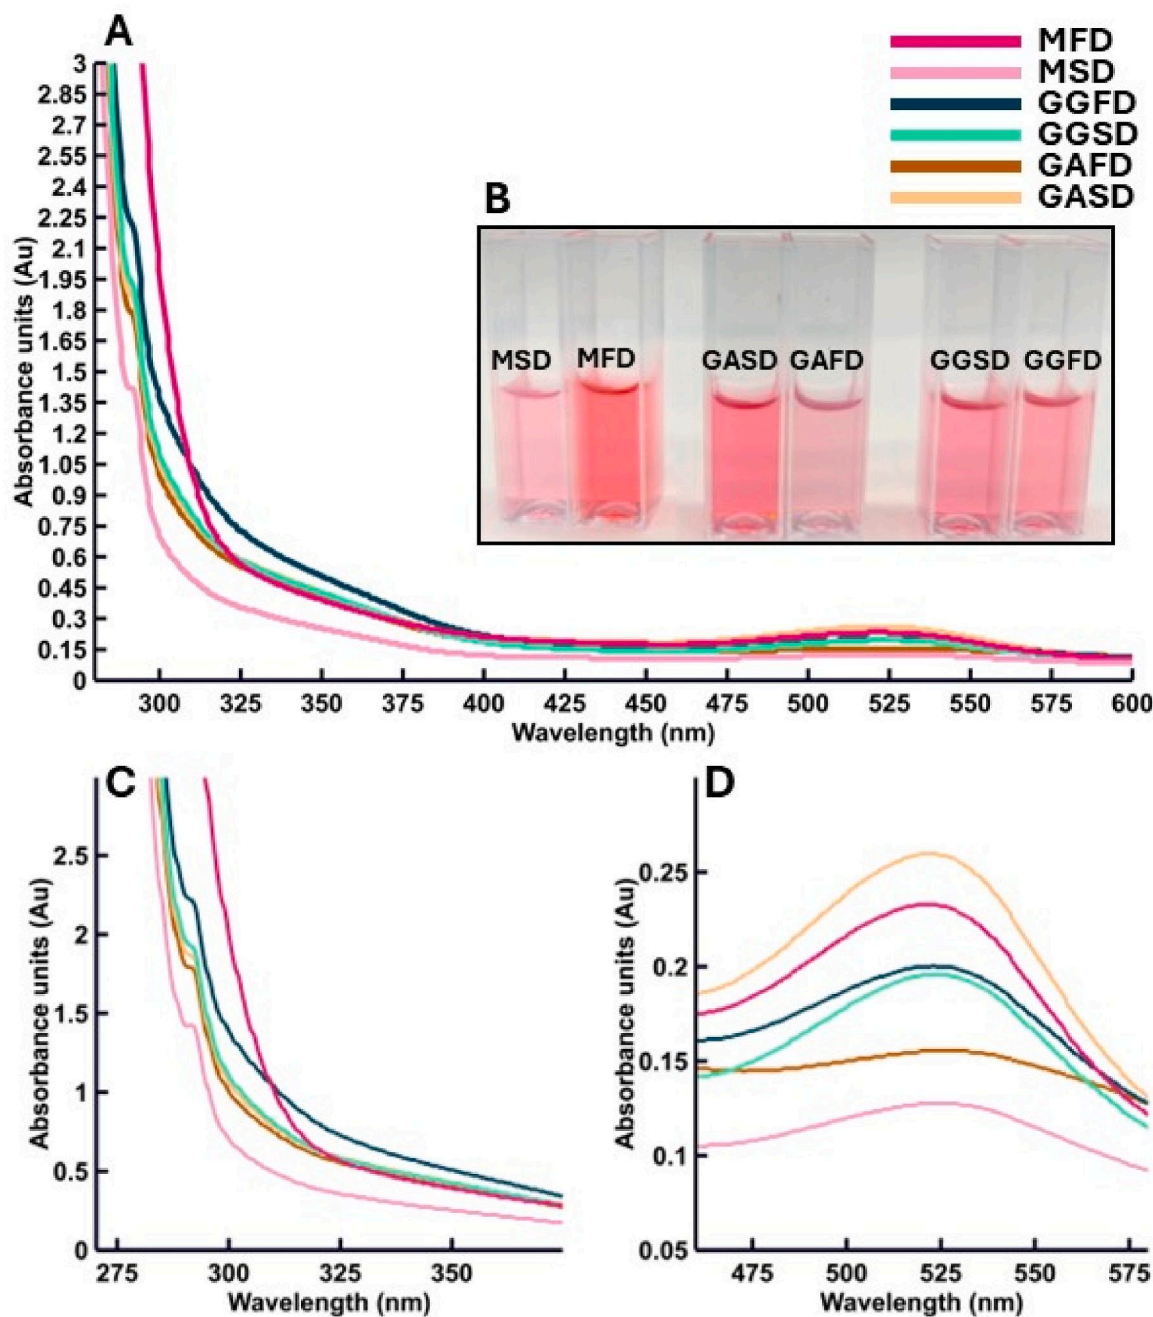 A
MFD
MSD
GGFD
GGSD
GAFD
GASD
3
2.85
2.7
2.55
2.4
2.25
2.1
1.95
1.8
1.65
1.5
1.35
1.2
1.05
0.9
0.75
0.6
0.45
0.3
0.15
0
Absorbance units (Au)
B
MSD MFD GASD GAFD GGSD GGFD
300 325 350 375 400 425 450 475 500 525 550 575 600
Wavelength (nm)
C
2.5
2
1.5
1
0.5
0
Absorbance units (Au)
275 300 325 350
Wavelength (nm)
D
0.25
0.2
0.15
0.1
0.05
Absorbance units (Au)
475 500 525 550 575
Wavelength (nm)